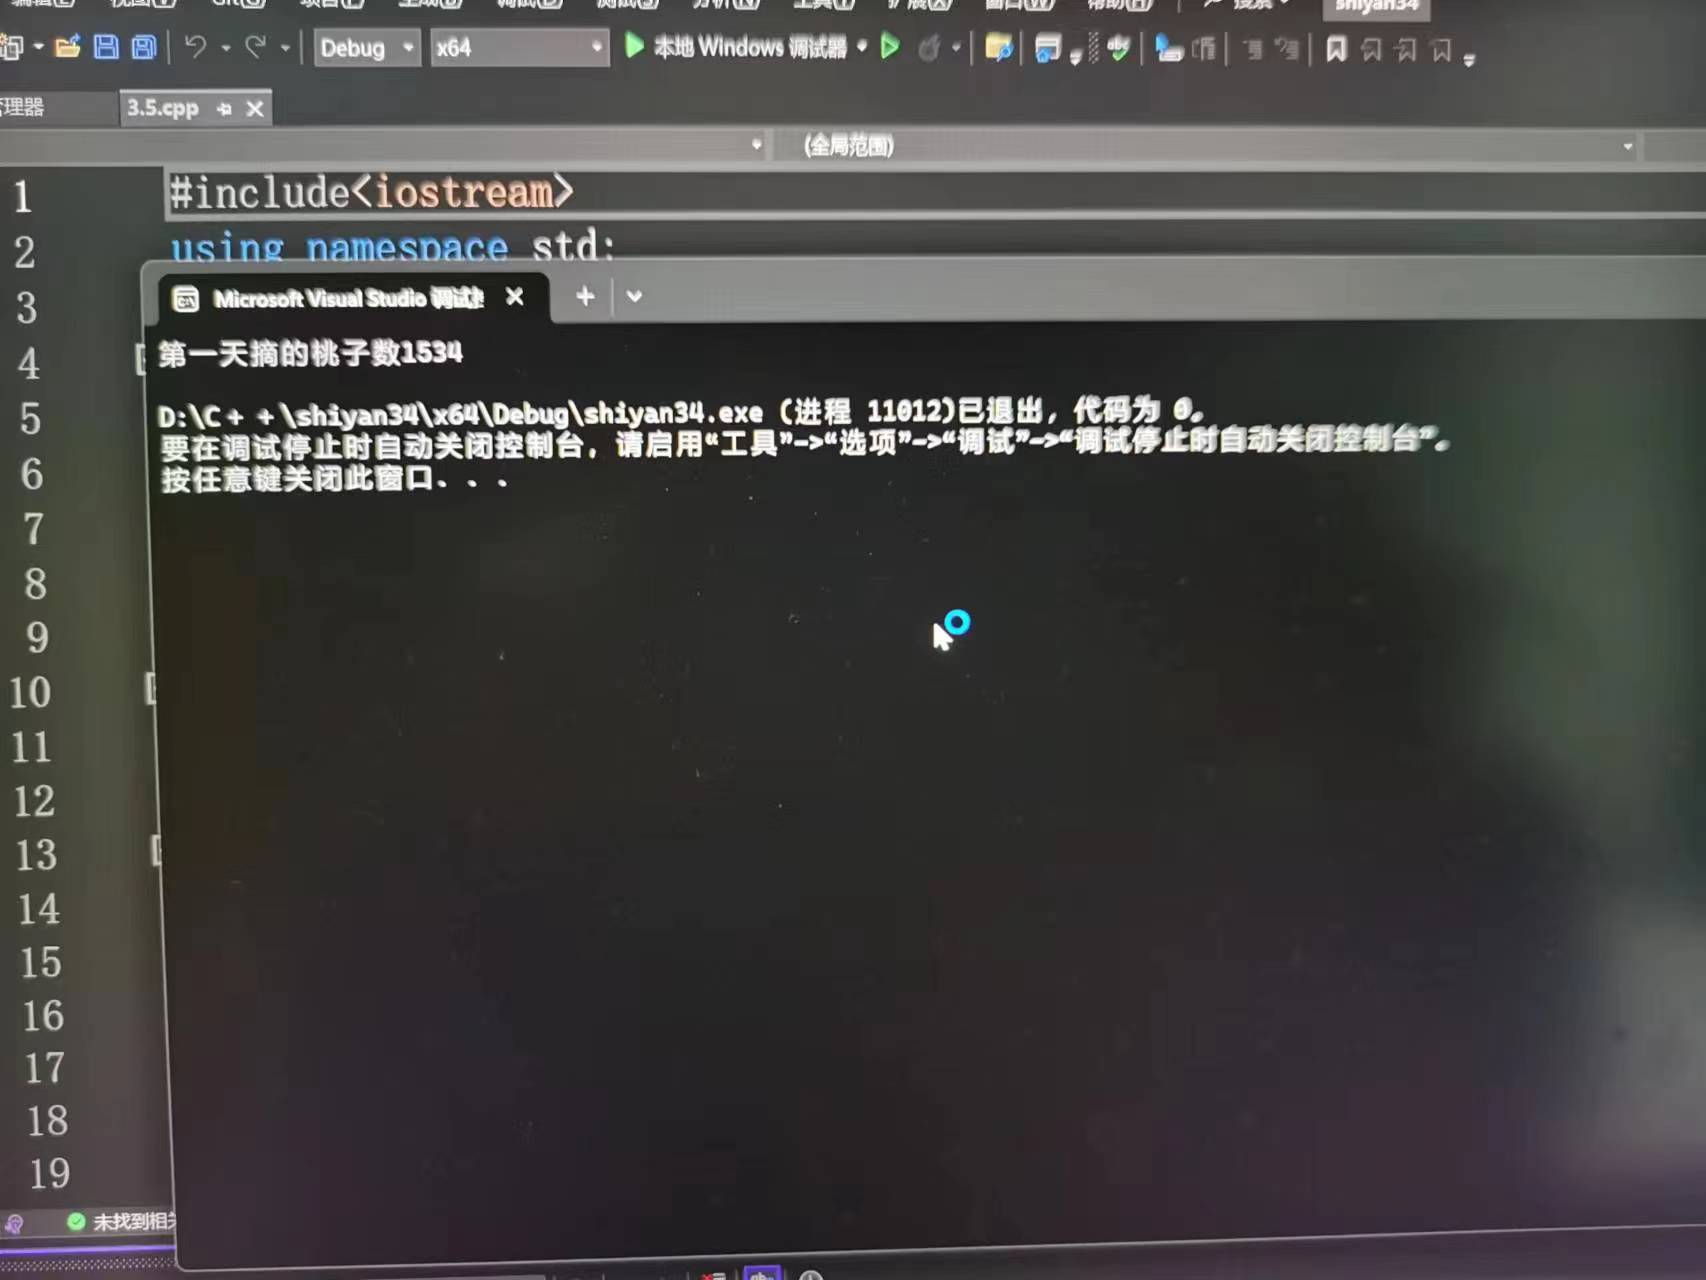 shiyan34
Debug x64 本地 Windows 调试器
管理器 3.5.cpp
(全局范围)
1 #include<iostream>
2 using namespace std;
Microsoft Visual Studio 调试
3
第一天摘的桃子数1534
4
D:\C++\shiyan34\x64\Debug\shiyan34.exe (进程 11012)已退出，代码为 0。
5
要在调试停止时自动关闭控制台，请启用“工具”->“选项”->“调试”->“调试停止时自动关闭控制台”。
按任意键关闭此窗口. . .
6
7
8
9
10
11
12
13
14
15
16
17
18
19
未找到相